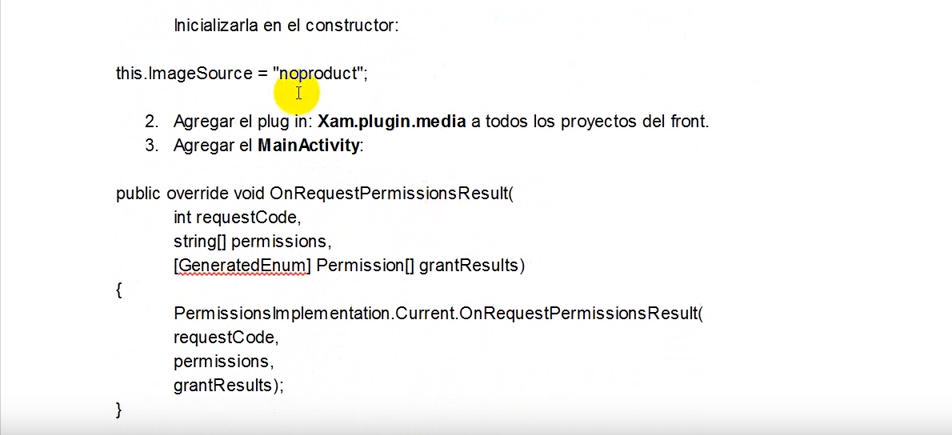 Inicializarla en el constructor:
this.ImageSource = "noproduct";
2. Agregar el plug in: Xam.plugin.media a todos los proyectos del front.
3. Agregar el MainActivity:
public override void OnRequestPermissionsResult(
int requestCode,
string[] permissions,
[GeneratedEnum] Permission[] grantResults)
{
PermissionsImplementation.Current.OnRequestPermissionsResult(
requestCode,
permissions,
grantResults);
}